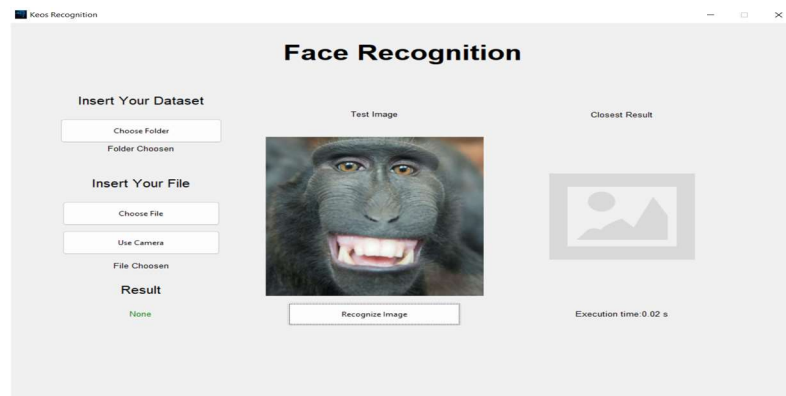 Keos Recognition
Face Recognition
Insert Your Dataset
Choose Folder
Folder Choosen
Insert Your File
Choose File
Use Camera
File Choosen
Result
None
Test Image
Recognize Image
Closest Result
Execution time:0.02 s